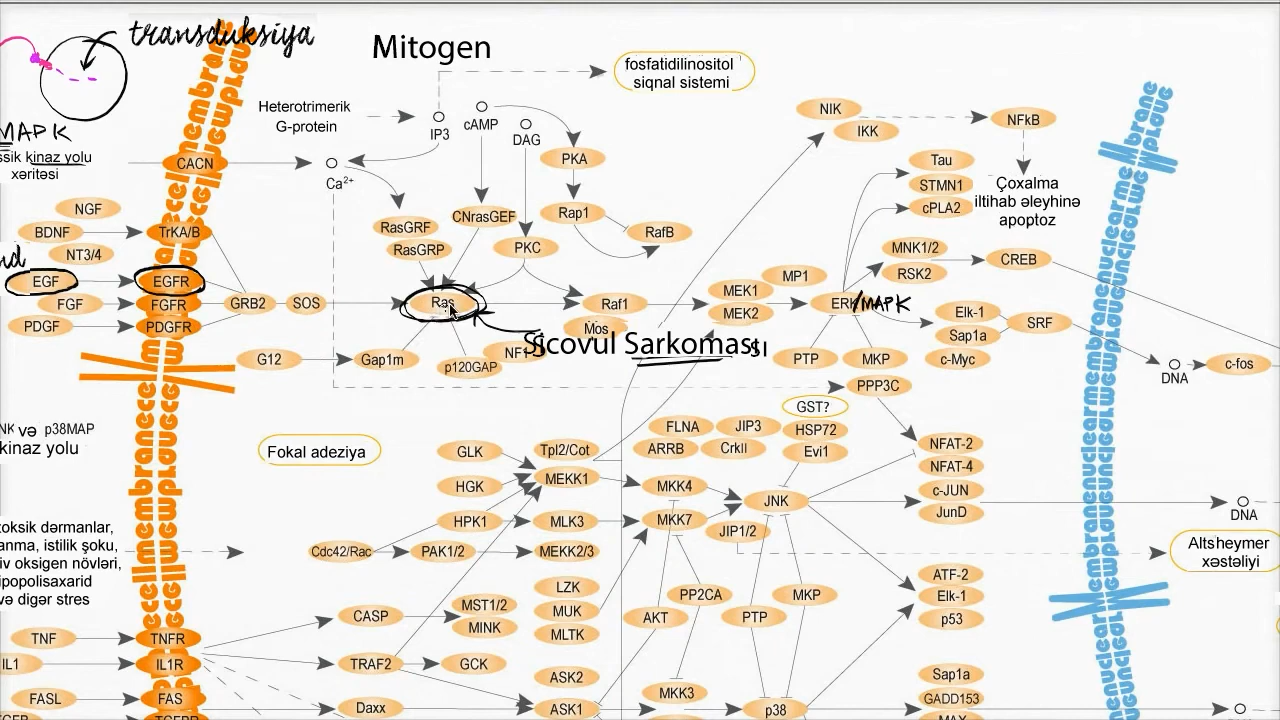 transduksiya
Mitogen
fosfatidilinositol
siqnal sistemi
Heterotrimerik
G-protein
IP3
cAMP
DAG
PKA
NIK
IKK
NFkB
MAPK
ssik kinaz yolu
xəritəsi
CACN
Ca²⁺
Tau
STMN1
cPLA2
Çoxalma
iltihab əleyhinə
apoptoz
NGF
BDNF
NT3/4
TrKA/B
RasGRF
RasGRP
CNrasGEF
Rap1
PKC
RafB
MNK1/2
RSK2
CREB
EGF
EGFR
FGF
FGFR
PDGF
PDGFR
GRB2
SOS
Ras
Raf1
Mos
MEK1
MEK2
MP1
ERK/MAPK
Elk-1
Sap1a
c-Myc
SRF
G12
Gap1m
p120GAP
NF1
Sicovul Sarkoması
PTP
MKP
PPP3C
DNA
c-fos
NK və p38MAP
kinaz yolu
Fokal adeziya
GLK
HGK
HPK1
Tpl2/Cot
MEKK1
MLK3
MEKK2/3
FLNA
JIP3
ARRB
CrkII
GST?
HSP72
Evi1
MKK4
MKK7
JNK
JIP1/2
NFAT-2
NFAT-4
c-JUN
JunD
DNA
Altsheymer
xəstəliyi
toksik dərmanlar,
anma, istilik şoku,
iv oksigen növləri,
ipopolisaxarid
və digər stres
Cdc42/Rac
PAK1/2
LZK
MUK
MLTK
CASP
MST1/2
MINK
AKT
PP2CA
PTP
MKP
ATF-2
Elk-1
p53
TNF
TNFR
IL1
IL1R
TRAF2
GCK
ASK2
ASK1
MKK3
p38
FASL
FAS
Daxx
Sap1a
GADD153
MAX